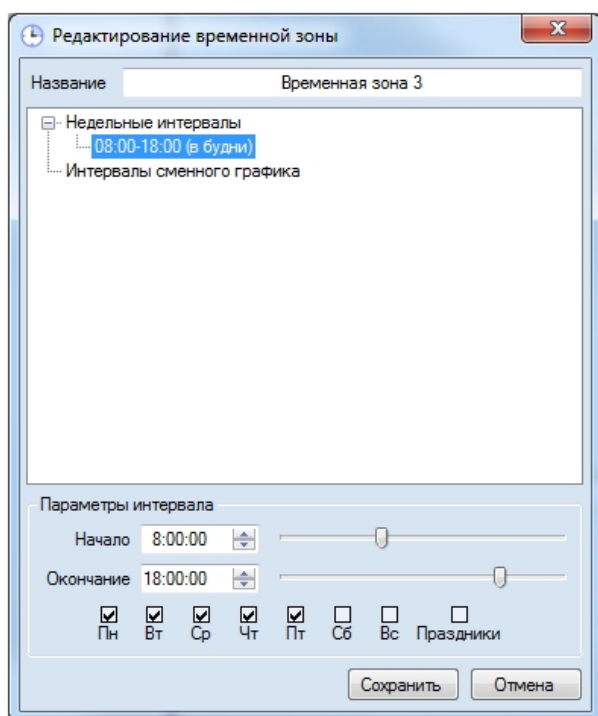 Редактирование временной зоны
Название Временная зона 3
Недельные интервалы
08:00-18:00 (в будни)
Интервалы сменного графика
Параметры интервала
Начало 8:00:00
Окончание 18:00:00
Пн Вт Ср Чт Пт Сб Вс Праздники
Сохранить Отмена